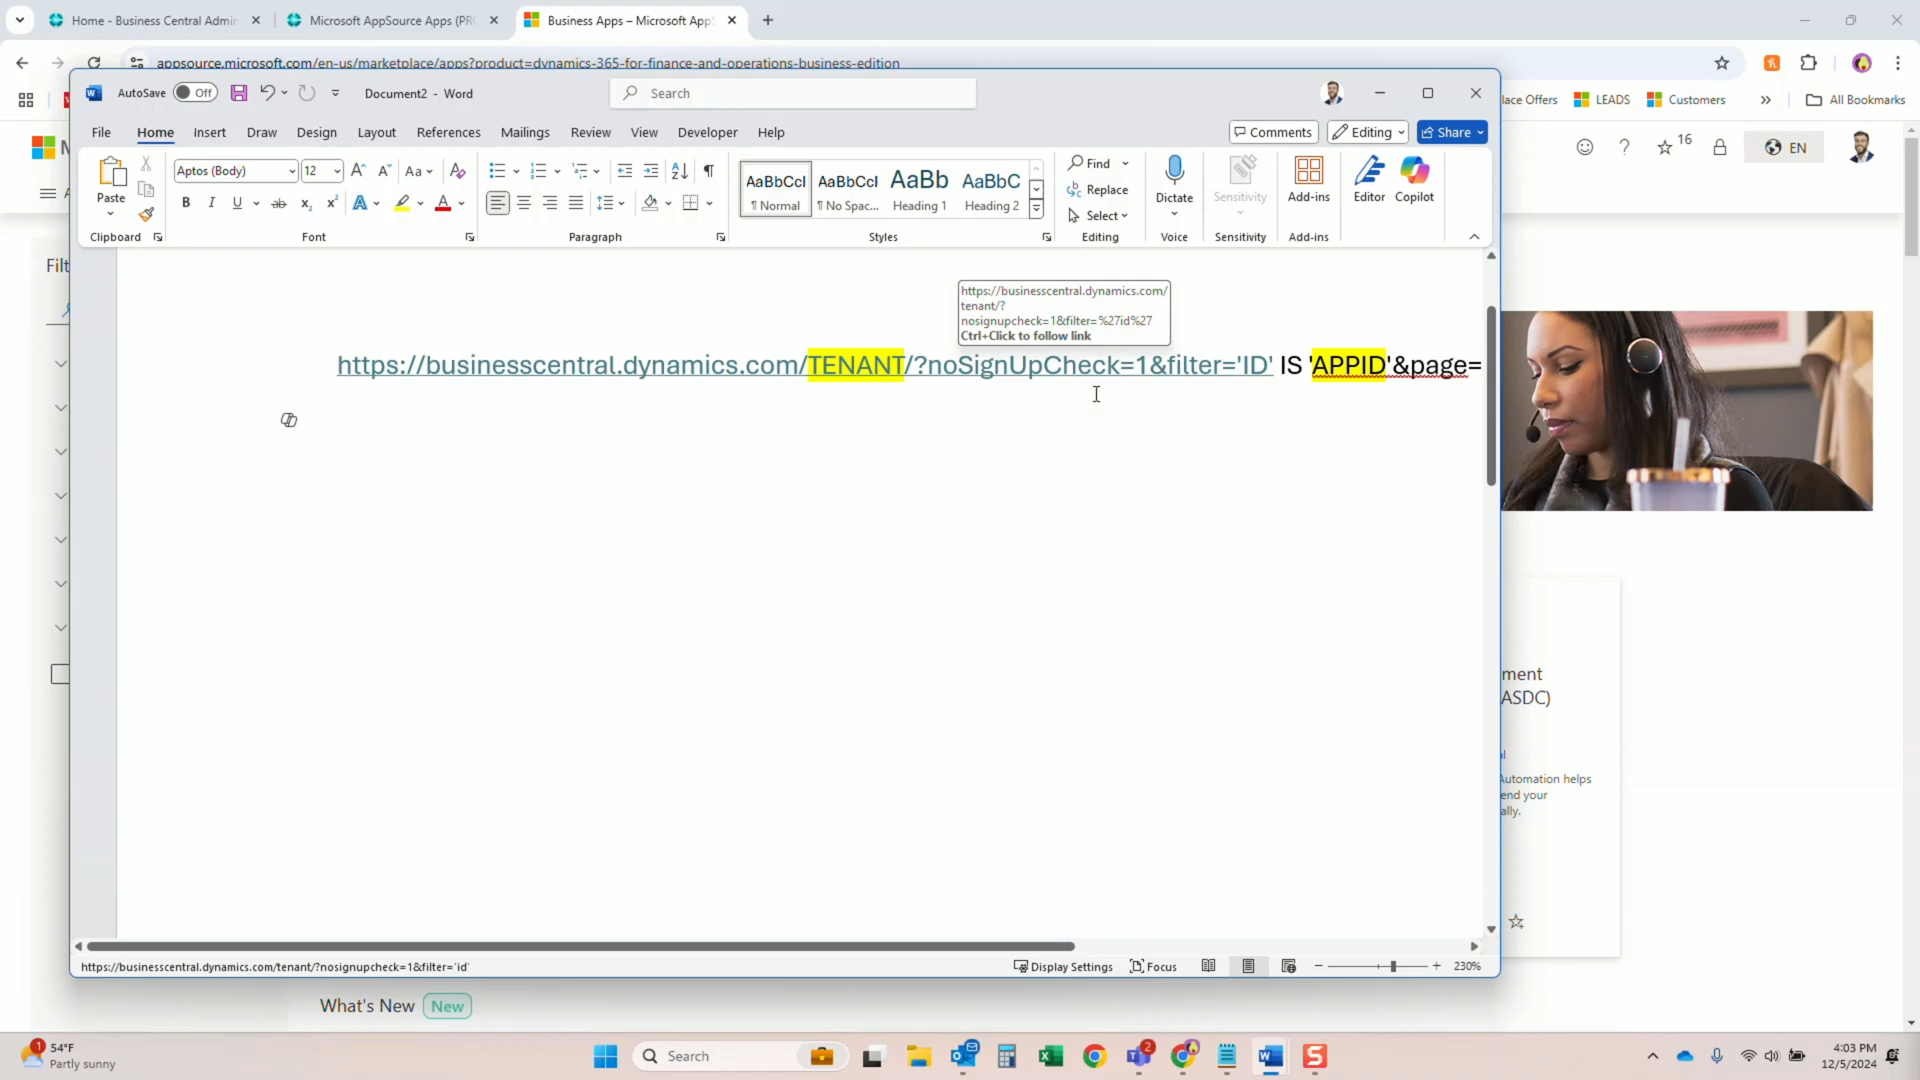 Home - Business Central Admin
Microsoft AppSource Apps (PR
Business Apps – Microsoft App
appsource.microsoft.com/en-us/marketplace/apps?product=dynamics-365-for-finance-and-operations-business-edition
lace Offers
LEADS
Customers
All Bookmarks
AutoSave
Off
Document2 - Word
Search
File
Home
Insert
Draw
Design
Layout
References
Mailings
Review
View
Developer
Help
Comments
Editing
Share
16
EN
Paste
Aptos (Body)
12
Aa
AaBbCcI
AaBbCcI
AaBb
AaBbC
¶ Normal
¶ No Spac...
Heading 1
Heading 2
Find
Replace
Select
Dictate
Sensitivity
Add-ins
Editor
Copilot
Clipboard
Font
Paragraph
Styles
Editing
Voice
Sensitivity
Add-ins
Filt
https://businesscentral.dynamics.com/
tenant/?
nosignupcheck=1&filter=%27id%27
Ctrl+Click to follow link
https://businesscentral.dynamics.com/TENANT/?noSignUpCheck=1&filter='ID' IS 'APPID'&page=
ment
ASDC)
Automation helps
end your
ally.
https://businesscentral.dynamics.com/tenant/?nosignupcheck=1&filter='id'
Display Settings
Focus
230%
What's New
New
1
54°F
Partly sunny
Search
2
4:03 PM
12/5/2024